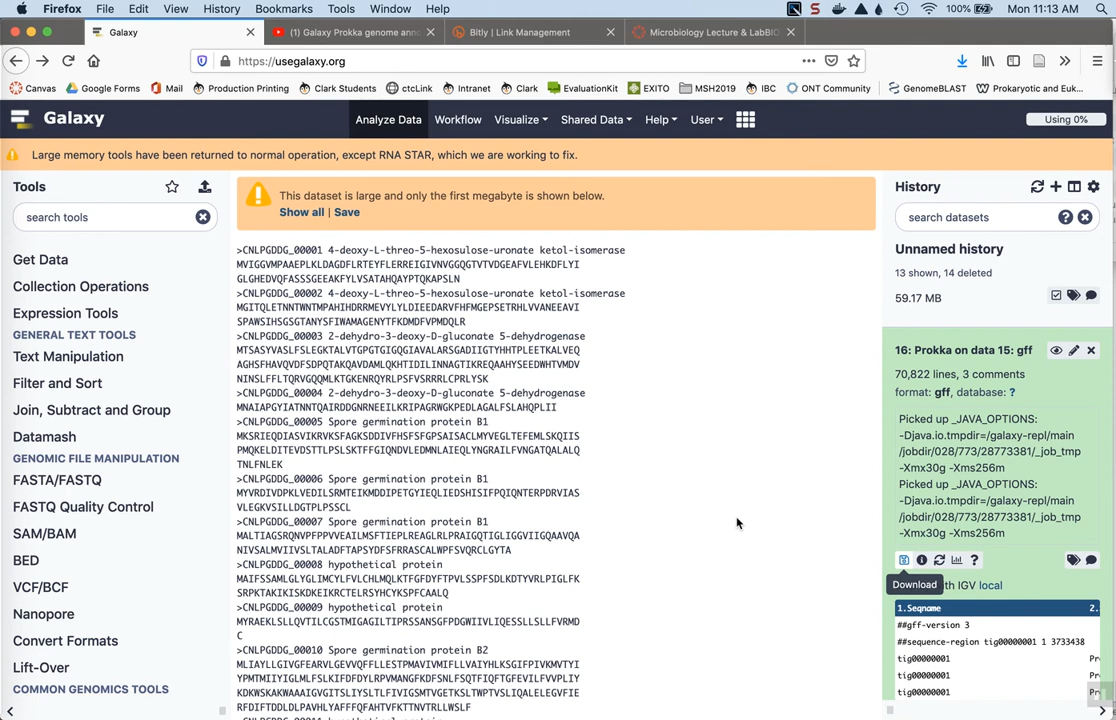 Firefox File Edit View History Bookmarks Tools Window Help 100% Mon 11:13 AM
Galaxy (1) Galaxy Prokka genome anno Bitly | Link Management Microbiology Lecture & LabBIO
https://usegalaxy.org
Canvas Google Forms Mail Production Printing Clark Students ctcLink Intranet Clark EvaluationKit EXITO MSH2019 IBC ONT Community GenomeBLAST Prokaryotic and Euk...
Galaxy Analyze Data Workflow Visualize Shared Data Help User Using 0%
Large memory tools have been returned to normal operation, except RNA STAR, which we are working to fix.
Tools
search tools
Get Data
Collection Operations
Expression Tools
GENERAL TEXT TOOLS
Text Manipulation
Filter and Sort
Join, Subtract and Group
Datamash
GENOMIC FILE MANIPULATION
FASTA/FASTQ
FASTQ Quality Control
SAM/BAM
BED
VCF/BCF
Nanopore
Convert Formats
Lift-Over
COMMON GENOMICS TOOLS
This dataset is large and only the first megabyte is shown below.
Show all | Save
>CNLPGDDG_00001 4-deoxy-L-threo-5-hexosulose-uronate ketol-isomerase
MVIGGVMPAAEPLKLDAGDFLRTEYFLERREIGIVNVGGQGTVTVDGEAFVLEHKDFLYI
GLGHEDVQFASSSGEEAKFYLVSATAHQAYPTQKAPSLN
>CNLPGDDG_00002 4-deoxy-L-threo-5-hexosulose-uronate ketol-isomerase
MGITQLETNNTWNTMPAHIHDRRMEVYLYLDIEEDARVFHFMGEPSETRHLVVANEEAVI
SPAWSIHSGSGTANYSFIWAMAGENYTFKDMDFVPMDQLR
>CNLPGDDG_00003 2-dehydro-3-deoxy-D-gluconate 5-dehydrogenase
MTSASYVASLFSLEGKTALVTGPGTGIGQGIAVALARSGADIIGTYHHTPLEETKALVEQ
AGHSFHAVQVDFSDPQTAKQAVDAMLQKHTIDILINNAGTIKREQAAHYSEEDWHTVMDV
NINSLFFLTQRVGQQMLKTGKENRQYRLPSFVSRRRLCPRLYSK
>CNLPGDDG_00004 2-dehydro-3-deoxy-D-gluconate 5-dehydrogenase
MNAIAPGYIATNNTQAIRDDGNRNEEILKRIPAGRWGKPEDLAGALFSLAHQPLII
>CNLPGDDG_00005 Spore germination protein B1
MKSRIEQDIASVIKRVKSFAGKSDDIVFHSFSFGPSAISACLMYVEGLTEFEMLSKQIIS
PMQKELDITEVDSTTLPSLSKTFFGIQNDVLEDMNLAIEQLYNGRAILFVNGATQALALQ
TNLFNLEK
>CNLPGDDG_00006 Spore germination protein B1
MYVRDIVDPKLVEDILSRMTEIKMDDIPETGYIEQLIEDSHISIFPQIQNTERPDRVIAS
VLEGKVSILLDGTPLPSSCL
>CNLPGDDG_00007 Spore germination protein B1
MALTIAGSRQNVPFPPVVEAILMSFTIEPLREAGLRLPRAIGQTIGLIGGVIIGQAAVQA
NIVSALMVIIVSLTALADFTAPSYDFSFRRASCALWPFSVQRCLGYTA
>CNLPGDDG_00008 hypothetical protein
MAIFSSAMLGLYGLIMCYLFVLCHLMQLKTFGFDYFTPVLSSPFSDLKDTYVRLPIGLFK
SRPKTAKIKISKDKEIKRCTELRSYHCYKSPFCAALQ
>CNLPGDDG_00009 hypothetical protein
MYRAEKLSLLQVTILCGSTMIGAGILTIPRSSANSGFPDGWIIVLIQESSLLSLFVRMD
C
>CNLPGDDG_00010 Spore germination protein B2
MLIAYLLGIVGFEARVLGEVVQFFLLESTPMAVIVMIFLLVAIYHLKSGIFPIVKMVTYI
YPMTMIIYIGLMLFSLKIFDFDYLRPVMANGFKDFSNLFSQTFIQFTGFEVILFVVPLIY
KDKWSKAKWAAAIGVGITSLIYSLTLFIVIGSMTVGETKSLTWPTVSLIQALELEGVFIE
RFDIFTDDLDLPAVHLYAFFFQFAHTVFKTTNVTRLLWSLF
>CNLPGDDG_00011 hypothetical protein
History
search datasets
Unnamed history
13 shown, 14 deleted
59.17 MB
16: Prokka on data 15: gff
70,822 lines, 3 comments
format: gff, database: ?
Picked up _JAVA_OPTIONS:
-Djava.io.tmpdir=/galaxy-repl/main
/jobdir/028/773/28773381/_job_tmp
-Xmx30g -Xms256m
Picked up _JAVA_OPTIONS:
-Djava.io.tmpdir=/galaxy-repl/main
/jobdir/028/773/28773381/_job_tmp
-Xmx30g -Xms256m
Download
th IGV local
1.Seqname 2.
##gff-version 3
##sequence-region tig00000001 1 3733438
tig00000001 Pr
tig00000001 Pr
tig00000001 Pr